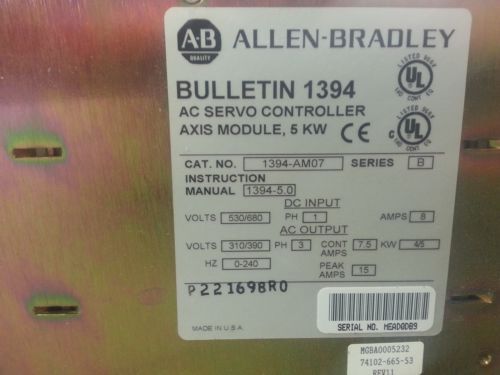 A-B ALLEN-BRADLEY
QUALITY
BULLETIN 1394
AC SERVO CONTROLLER
AXIS MODULE, 5 KW
CE
UL
C UL
CAT. NO. 1394-AM07 SERIES B
INSTRUCTION
MANUAL 1394-5.0
DC INPUT
VOLTS 530/680 PH 1 AMPS 8
AC OUTPUT
VOLTS 310/390 PH 3 CONT AMPS 7.5 KW 4/5
HZ 0-240 PEAK AMPS 15
P221698R0
MADE IN U.S.A.
SERIAL NO. MEADQDB9
MGBA0005232
74102-665-53
REV11